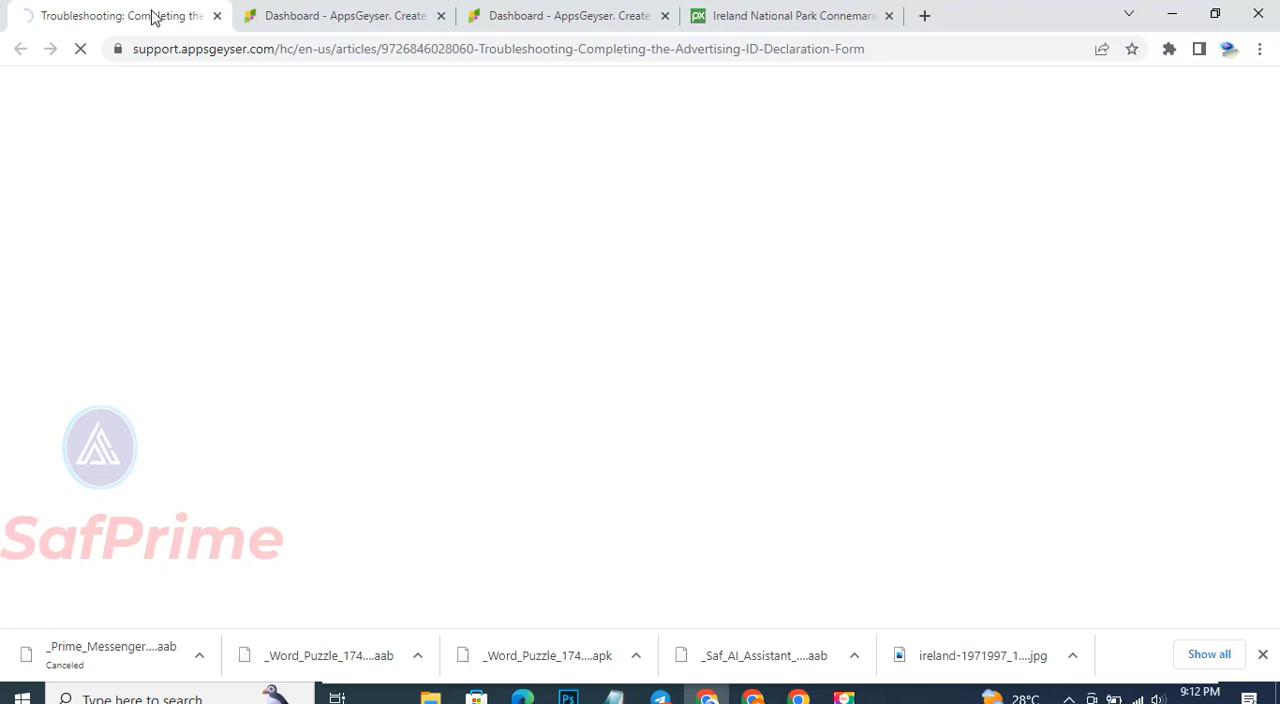 Troubleshooting: Completing the
Dashboard - AppsGeyser. Create
Dashboard - AppsGeyser. Create
Ireland National Park Connemara
support.appsgeyser.com/hc/en-us/articles/9726846028060-Troubleshooting-Completing-the-Advertising-ID-Declaration-Form
SafPrime
_Prime_Messenger....aab
Canceled
_Word_Puzzle_174....aab
_Word_Puzzle_174....apk
_Saf_AI_Assistant_....aab
ireland-1971997_1....jpg
Show all
Type here to search
Ps
28°C
9:12 PM